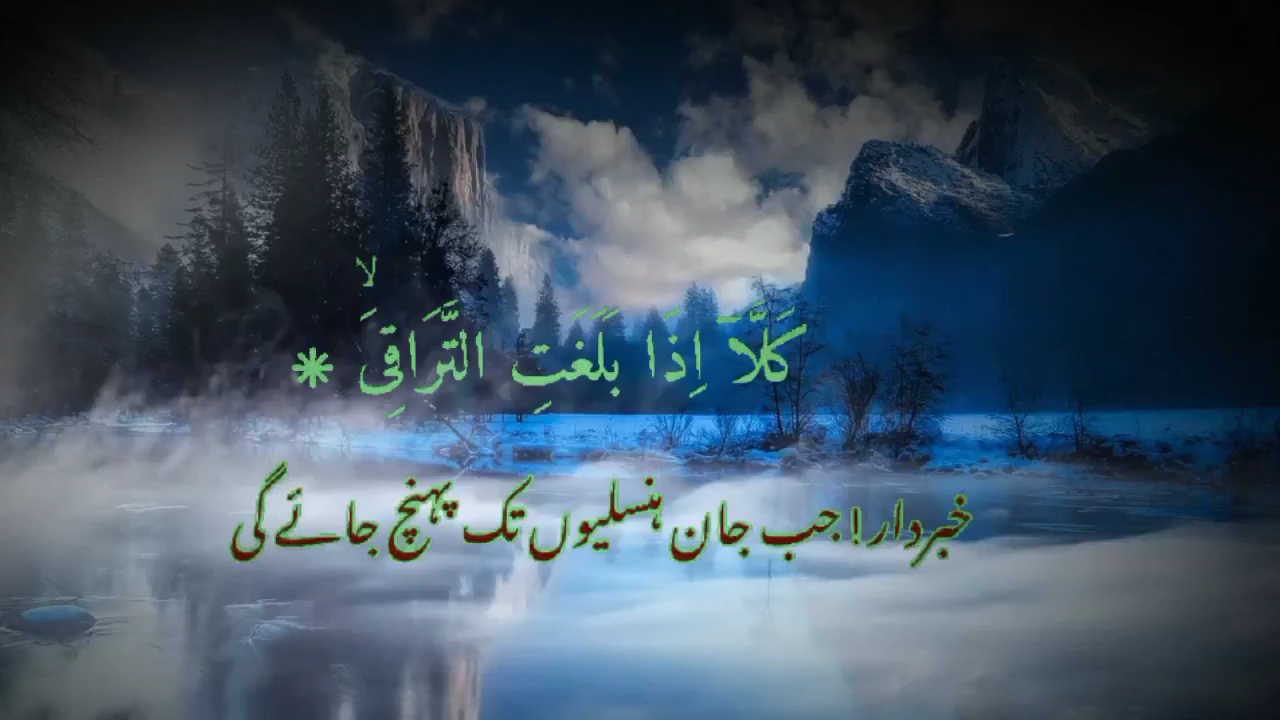 كَلَّاۤ اِذَا بَلَغَتِ التَّرَاقِیَۙ *
خبردار! جب جان ہنسلیوں تک پہنچ جائے گی